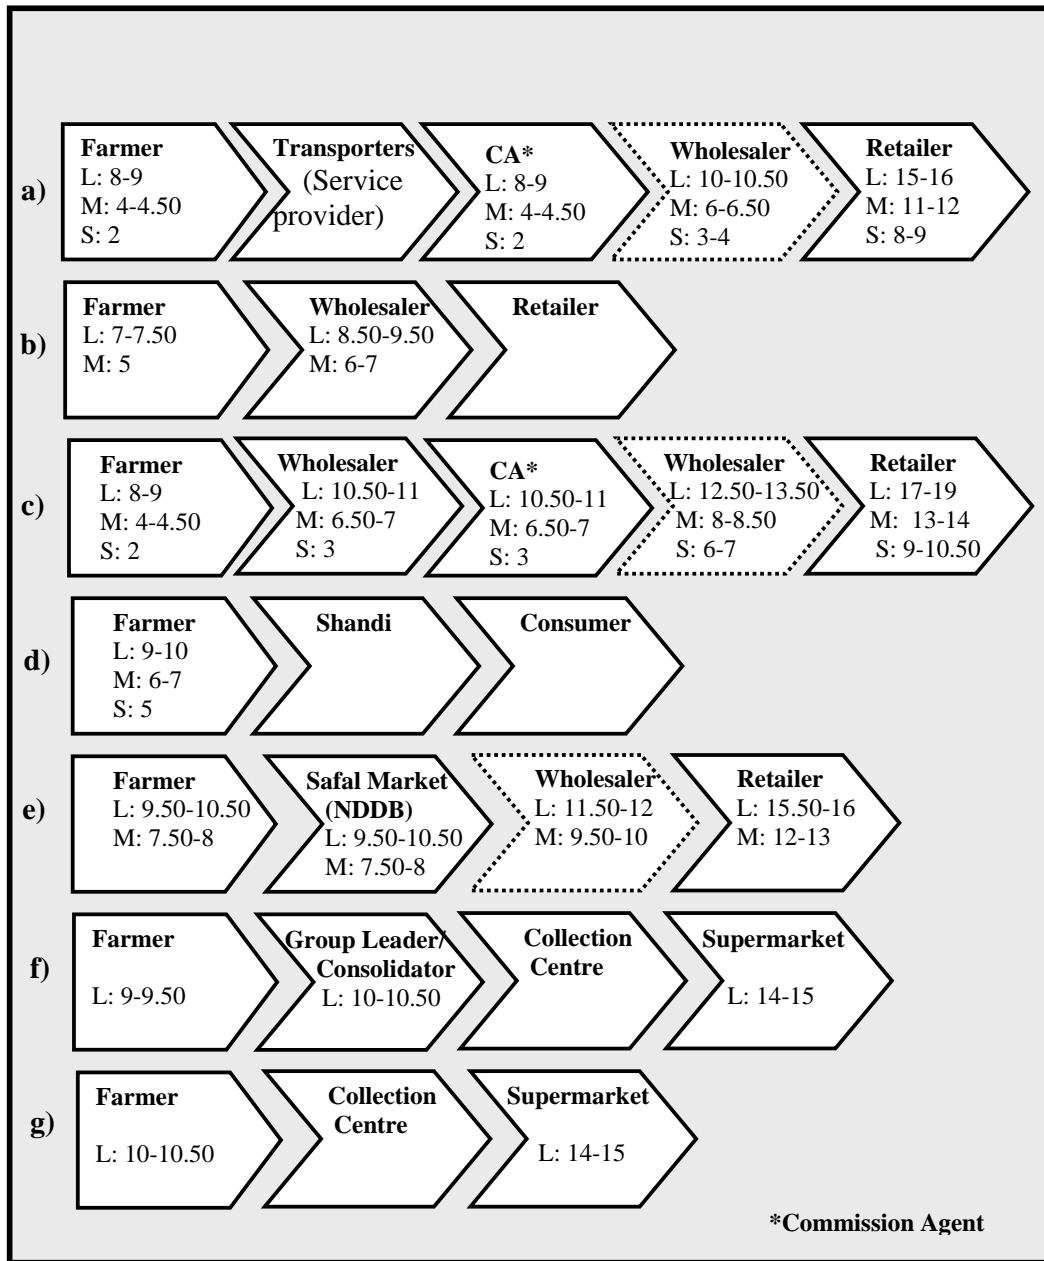 a)
Farmer
L: 8-9
M: 4-4.50
S: 2
Transporters
(Service
provider)
CA*
L: 8-9
M: 4-4.50
S: 2
Wholesaler
L: 10-10.50
M: 6-6.50
S: 3-4
Retailer
L: 15-16
M: 11-12
S: 8-9
b)
Farmer
L: 7-7.50
M: 5
Wholesaler
L: 8.50-9.50
M: 6-7
Retailer
c)
Farmer
L: 8-9
M: 4-4.50
S: 2
Wholesaler
L: 10.50-11
M: 6.50-7
S: 3
CA*
L: 10.50-11
M: 6.50-7
S: 3
Wholesaler
L: 12.50-13.50
M: 8-8.50
S: 6-7
Retailer
L: 17-19
M: 13-14
S: 9-10.50
d)
Farmer
L: 9-10
M: 6-7
S: 5
Shandi
Consumer
e)
Farmer
L: 9.50-10.50
M: 7.50-8
Safal Market
(NDDB)
L: 9.50-10.50
M: 7.50-8
Wholesaler
L: 11.50-12
M: 9.50-10
Retailer
L: 15.50-16
M: 12-13
f)
Farmer
L: 9-9.50
Group Leader/
Consolidator
L: 10-10.50
Collection
Centre
Supermarket
L: 14-15
g)
Farmer
L: 10-10.50
Collection
Centre
Supermarket
L: 14-15
*Commission Agent